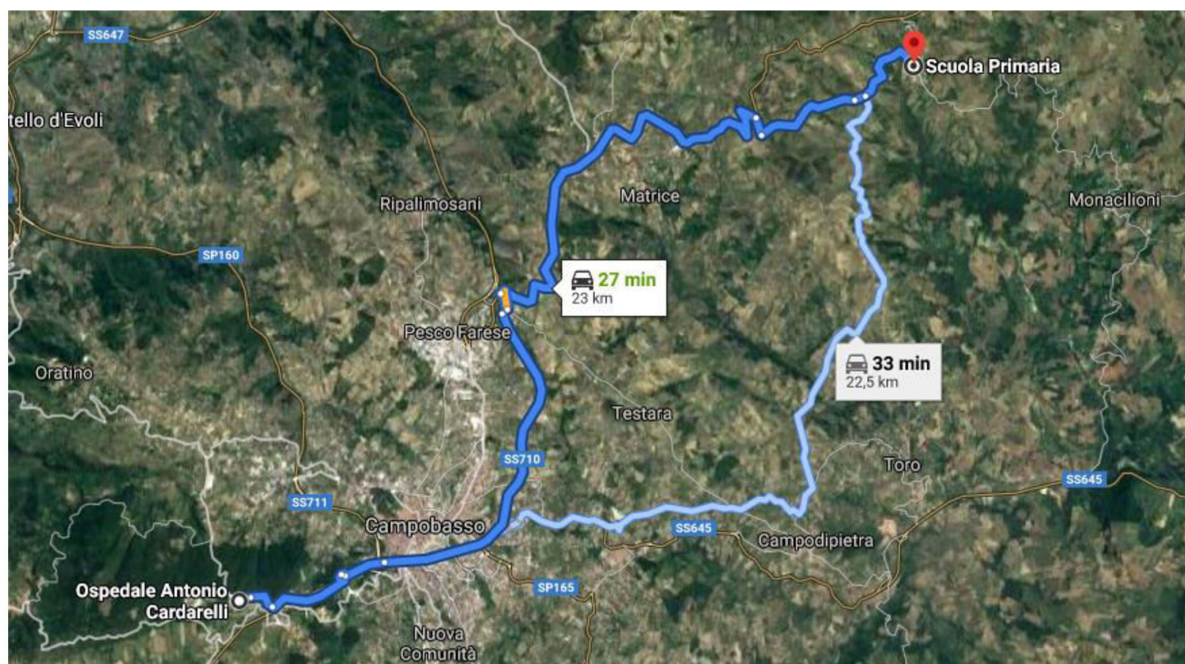 SS647
Scuola Primaria
tello d'Evoli
Matrice
Monacilioni
Ripalimosani
SP160
27 min
23 km
Pesco Farese
33 min
22,5 km
Oratino
Testara
SS710
Toro
SS645
SS711
Campobasso
SS645
Campodipietra
Ospedale Antonio
Cardarelli
SP165
Nuova
Comunità